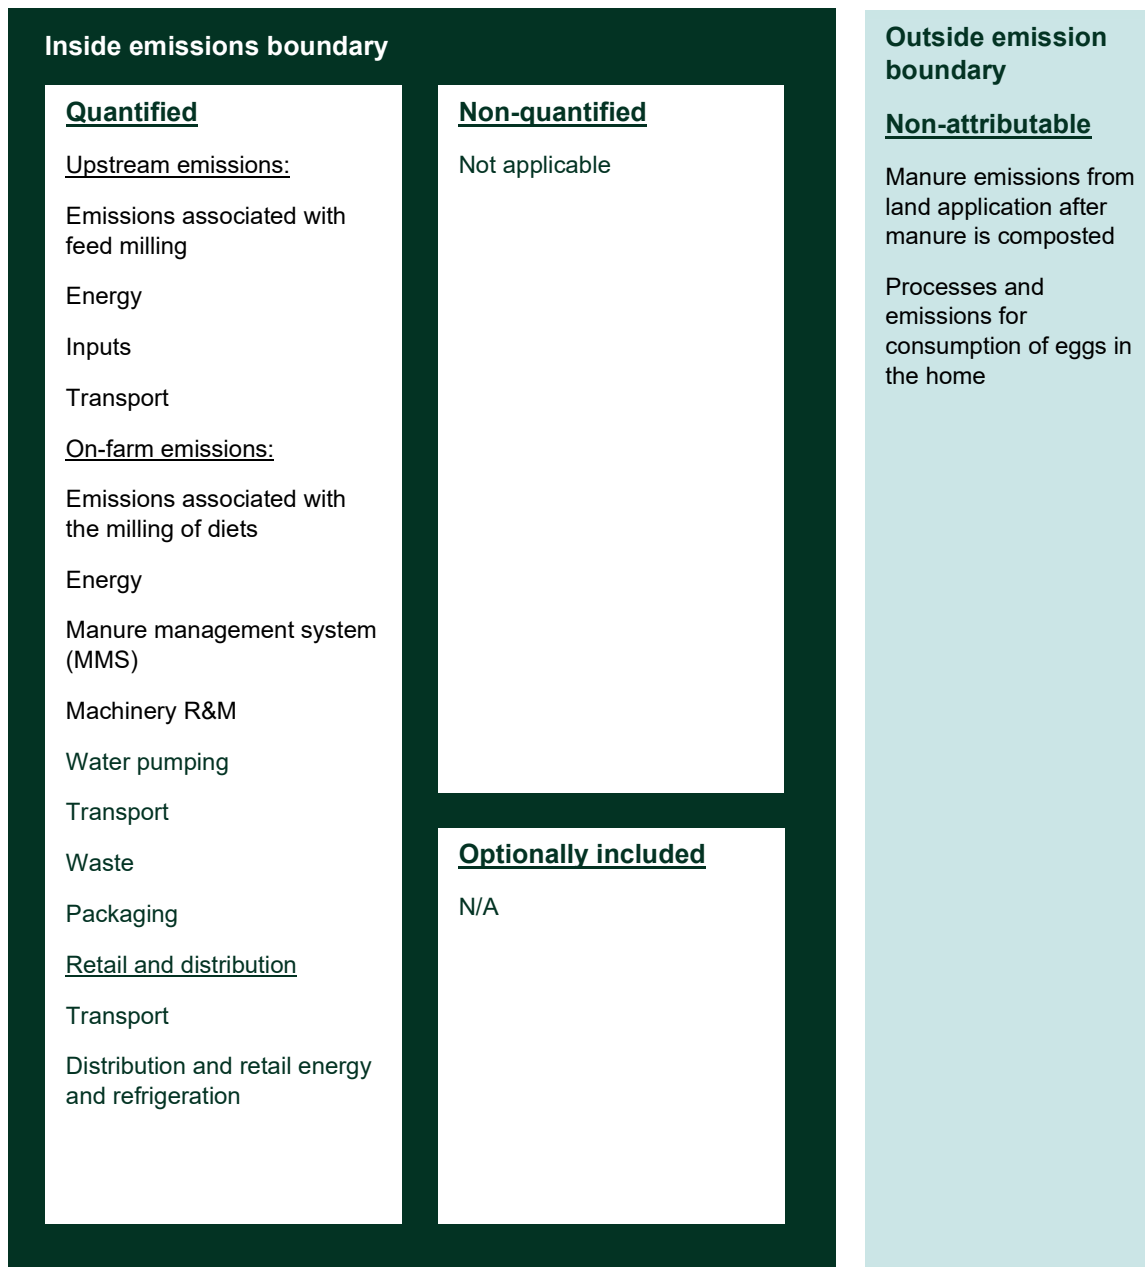 Inside emissions boundary
Quantified
Upstream emissions:
Emissions associated with
feed milling
Energy
Inputs
Transport
On-farm emissions:
Emissions associated with
the milling of diets
Energy
Manure management system
(MMS)
Machinery R&M
Water pumping
Transport
Waste
Packaging
Retail and distribution
Transport
Distribution and retail energy
and refrigeration
Non-quantified
Not applicable
Optionally included
N/A
Outside emission
boundary
Non-attributable
Manure emissions from
land application after
manure is composted
Processes and
emissions for
consumption of eggs in
the home